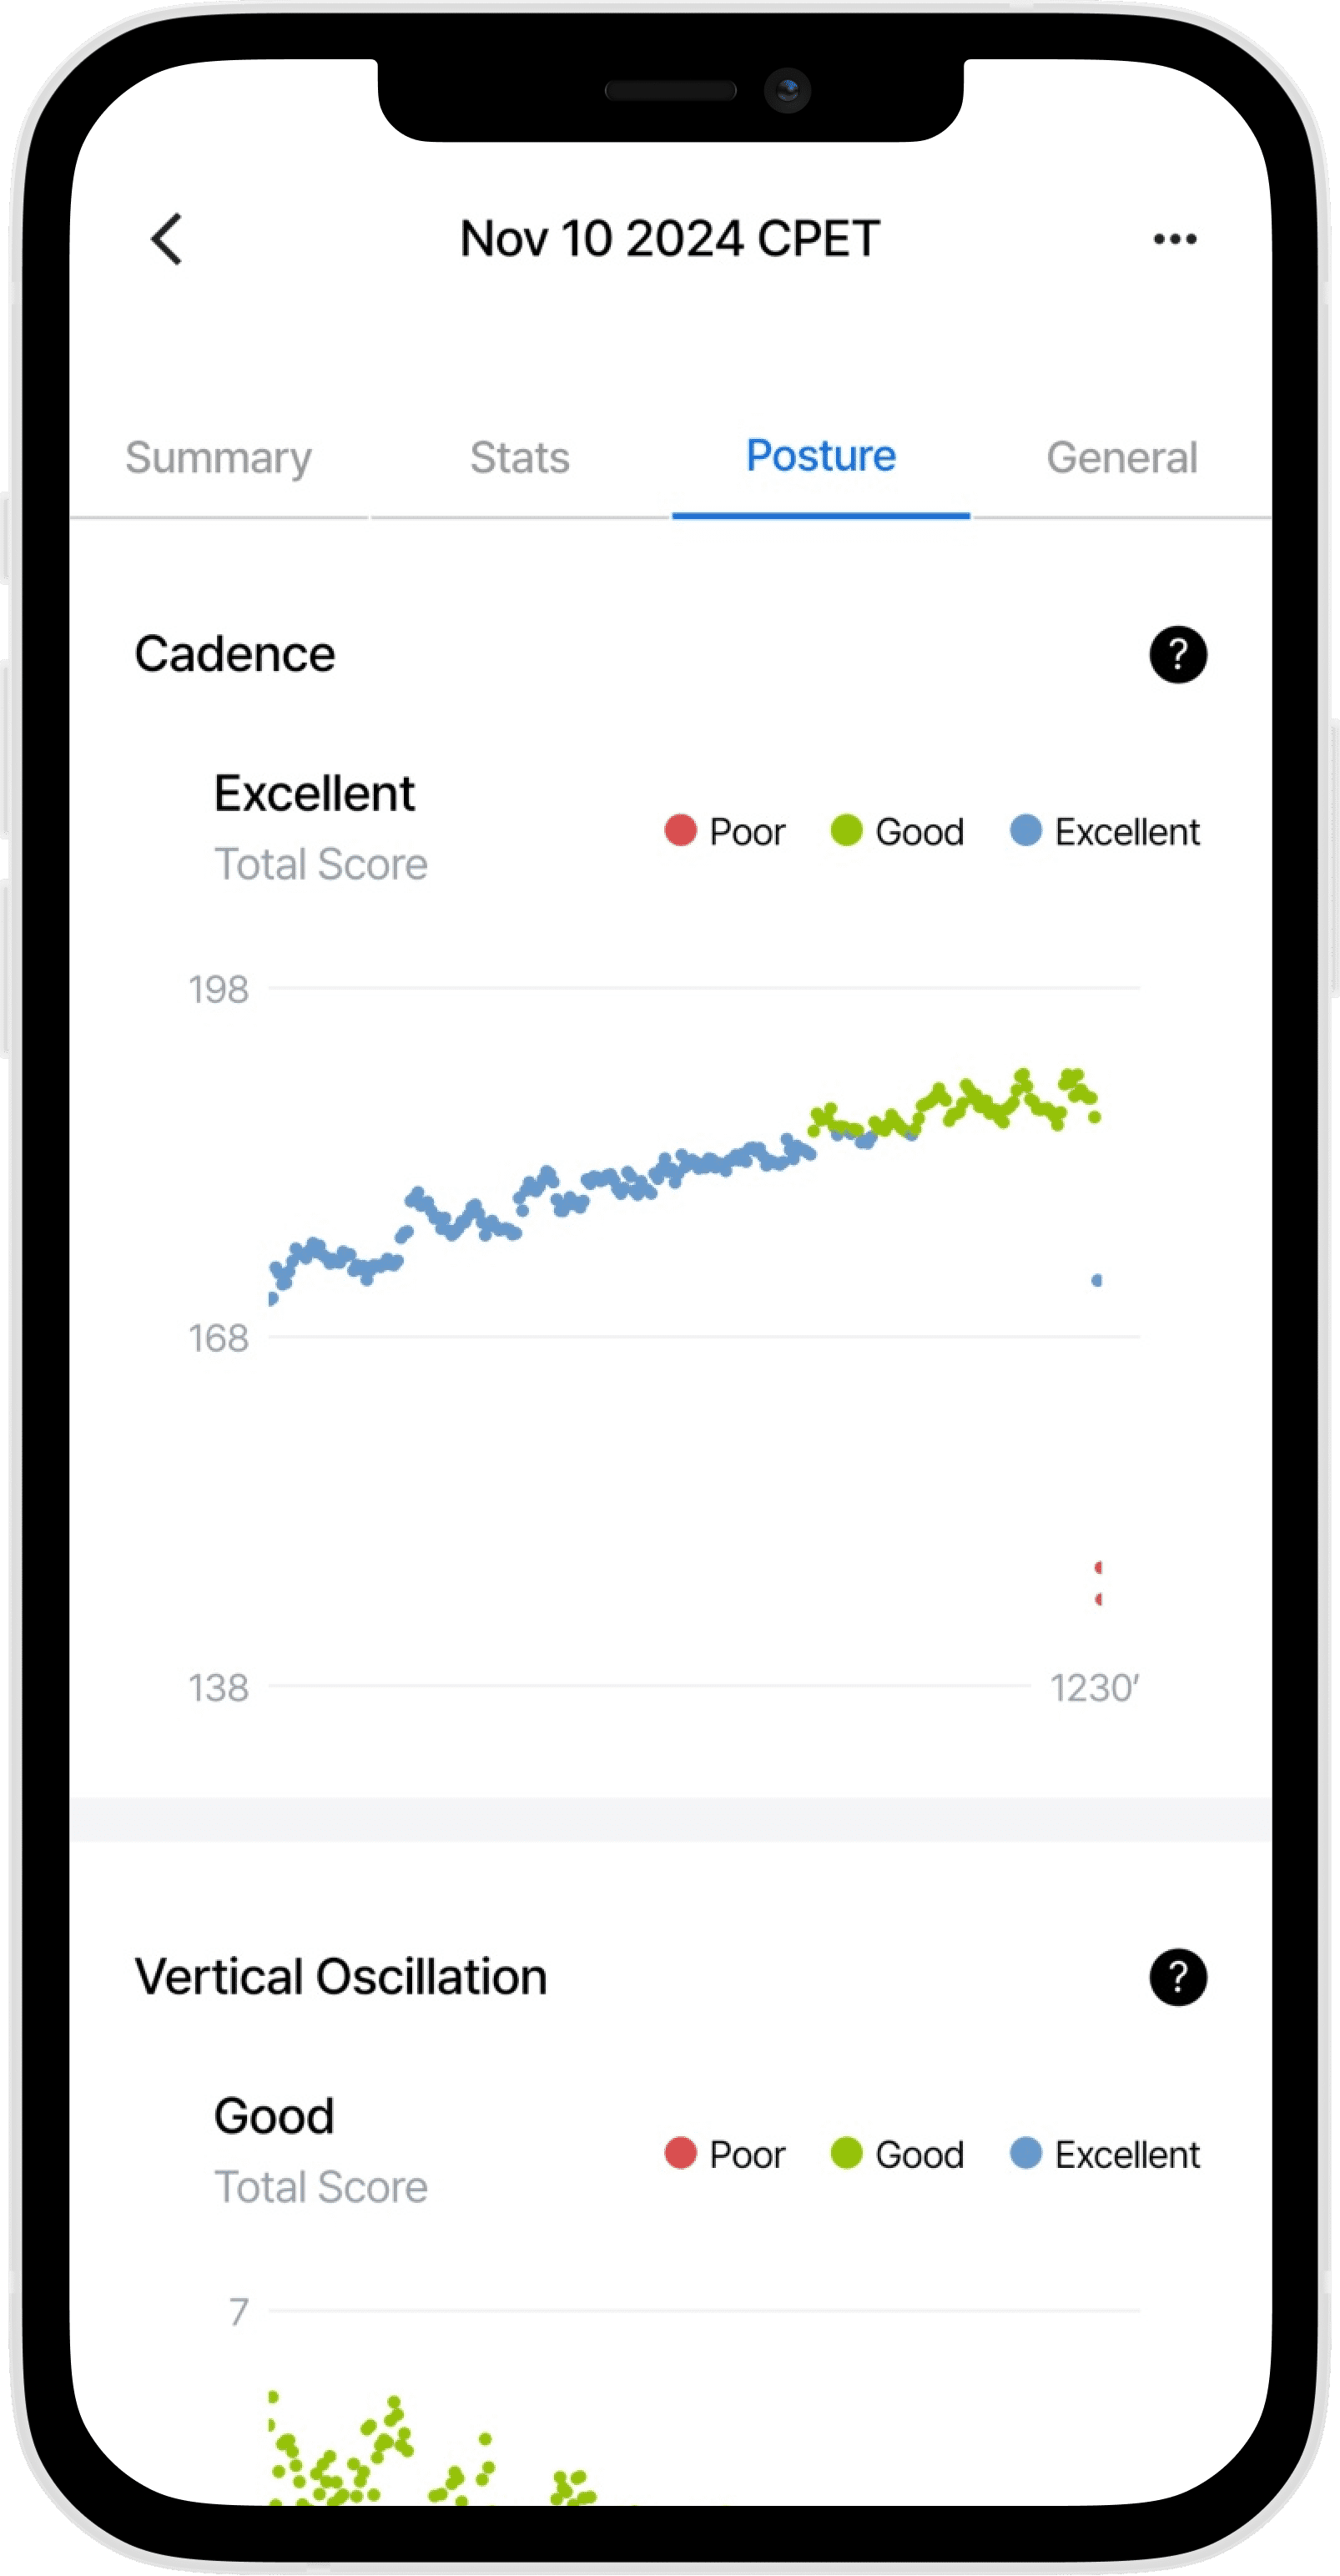 Nov 10 2024 CPET
Summary Stats Posture General
Cadence ?
Excellent
Total Score
Poor Good Excellent
198
168
138
1230′
Vertical Oscillation ?
Good
Total Score
Poor Good Excellent
7